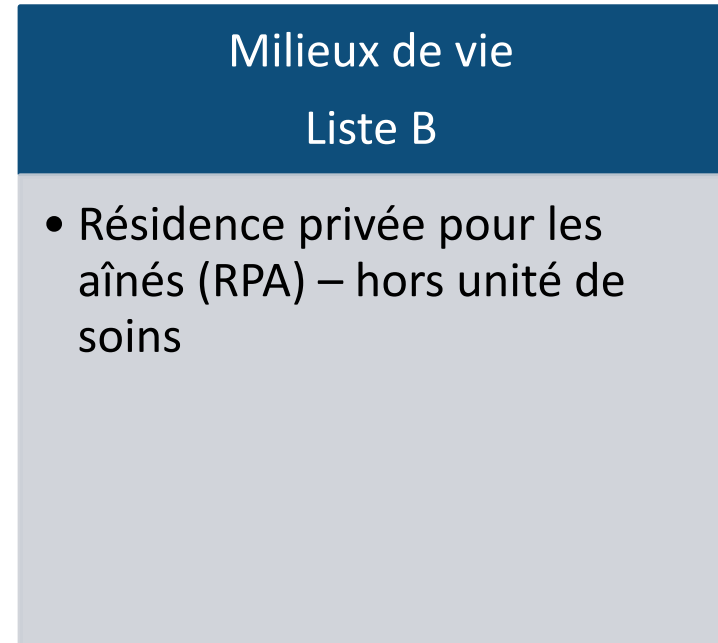 Milieux de vie
Liste B
• Résidence privée pour les
aînés (RPA) – hors unité de
soins